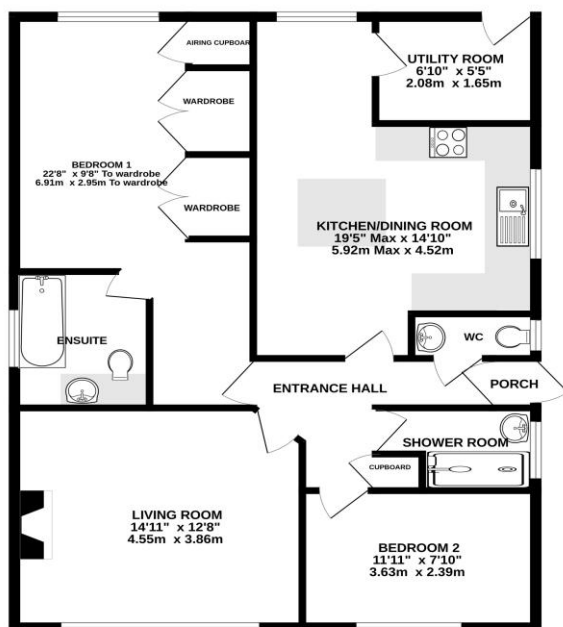 AIRING CUPBOARD
UTILITY ROOM
6'10" x 5'5"
2.08m x 1.65m
WARDROBE
BEDROOM 1
22'8" x 9'8" To wardrobe
6.91m x 2.95m To wardrobe
WARDROBE
KITCHEN/DINING ROOM
19'5" Max x 14'10"
5.92m Max x 4.52m
ENSUITE
WC
ENTRANCE HALL
PORCH
SHOWER ROOM
CUPBOARD
LIVING ROOM
14'11" x 12'8"
4.55m x 3.86m
BEDROOM 2
11'11" x 7'10"
3.63m x 2.39m